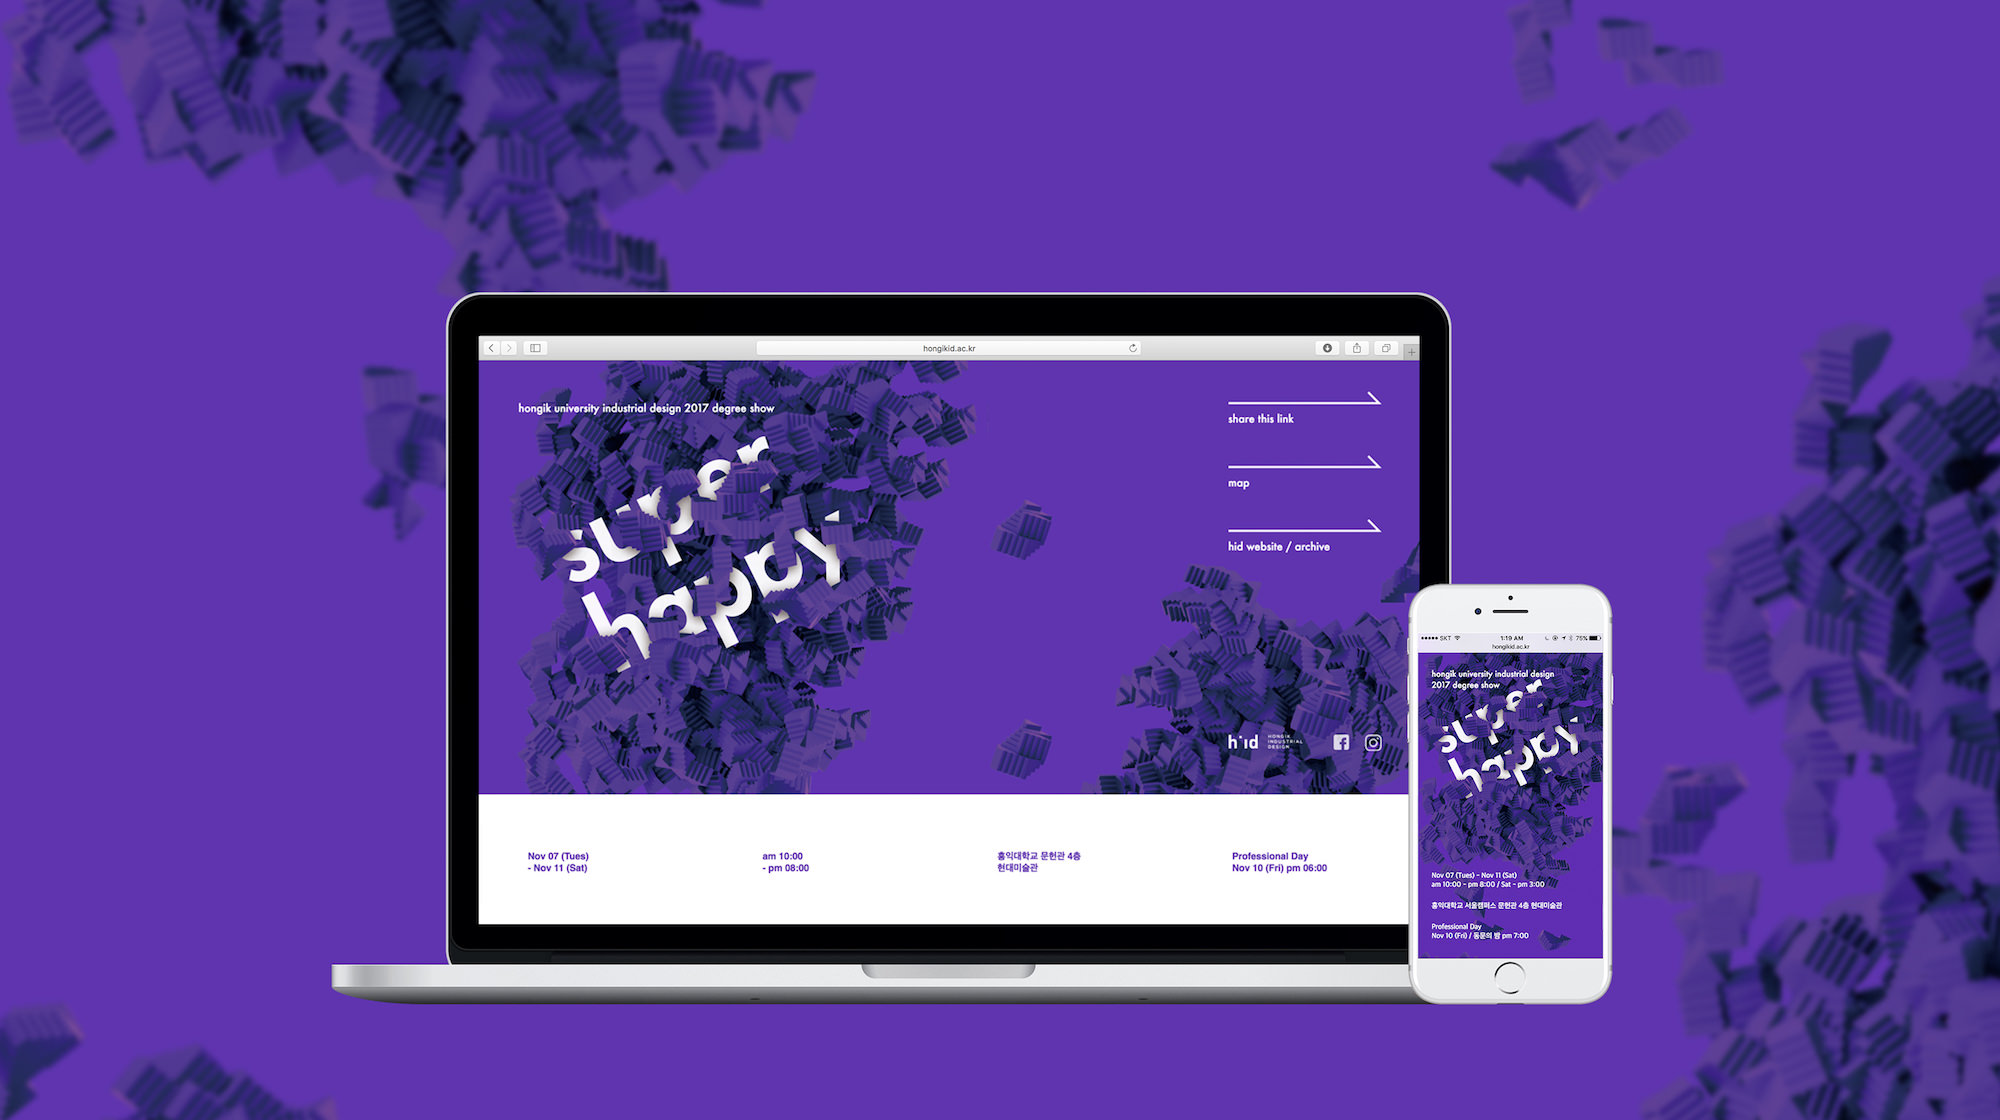 hongikid.ac.kr
hongik university industrial design 2017 degree show
super
happy
share this link
map
hid website / archive
hid
HONGIK
INDUSTRIAL
DESIGN
Nov 07 (Tues)
- Nov 11 (Sat)
am 10:00
- pm 08:00
홍익대학교 문헌관 4층
현대미술관
Professional Day
Nov 10 (Fri) pm 06:00
SKT
1:19 AM
75%
hongikid.ac.kr
hongik university industrial design
2017 degree show
super
happy
Nov 07 (Tues) - Nov 11 (Sat)
am 10:00 - pm 8:00 / Sat - pm 3:00
홍익대학교 서울캠퍼스 문헌관 4층 현대미술관
Professional Day
Nov 10 (Fri) / 동문의 밤 pm 7:00